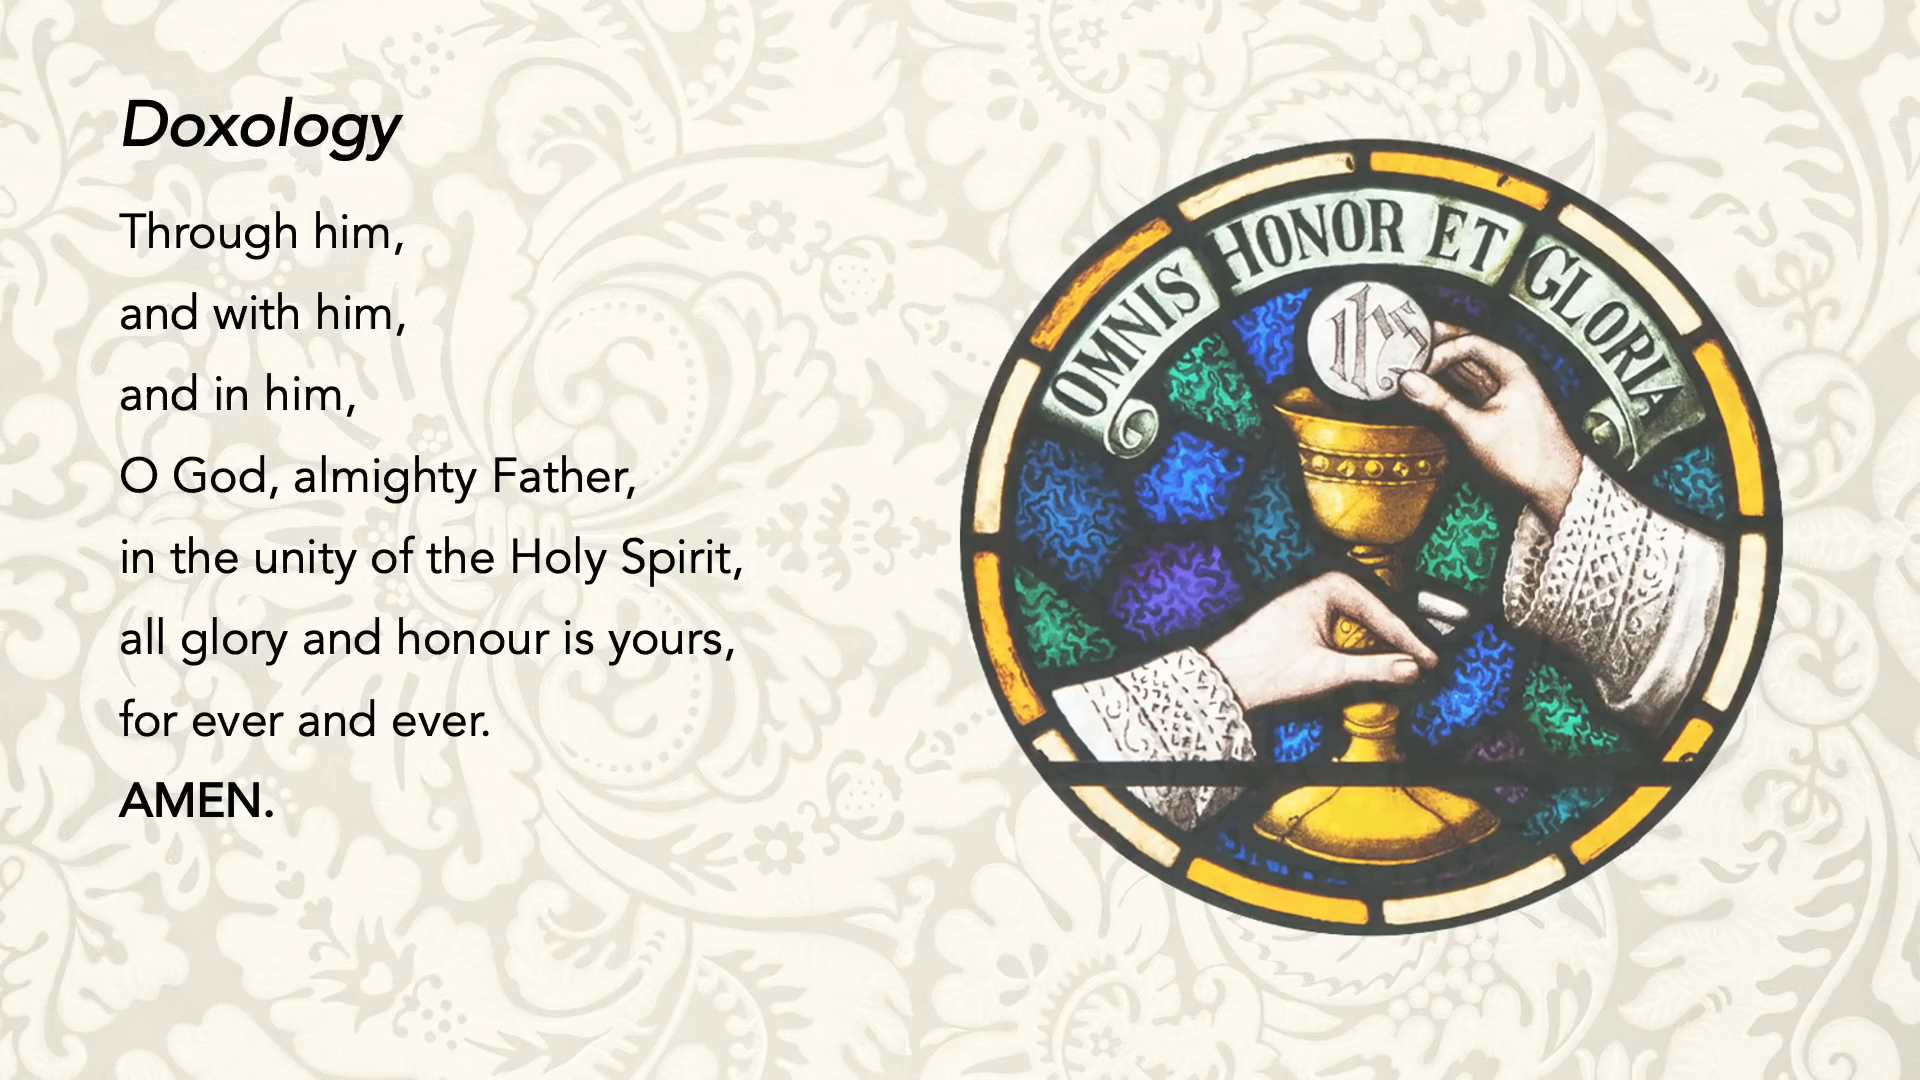 Doxology
Through him,
and with him,
and in him,
O God, almighty Father,
in the unity of the Holy Spirit,
all glory and honour is yours,
for ever and ever.
AMEN.
OMNIS HONOR ET GLORIA
ihs